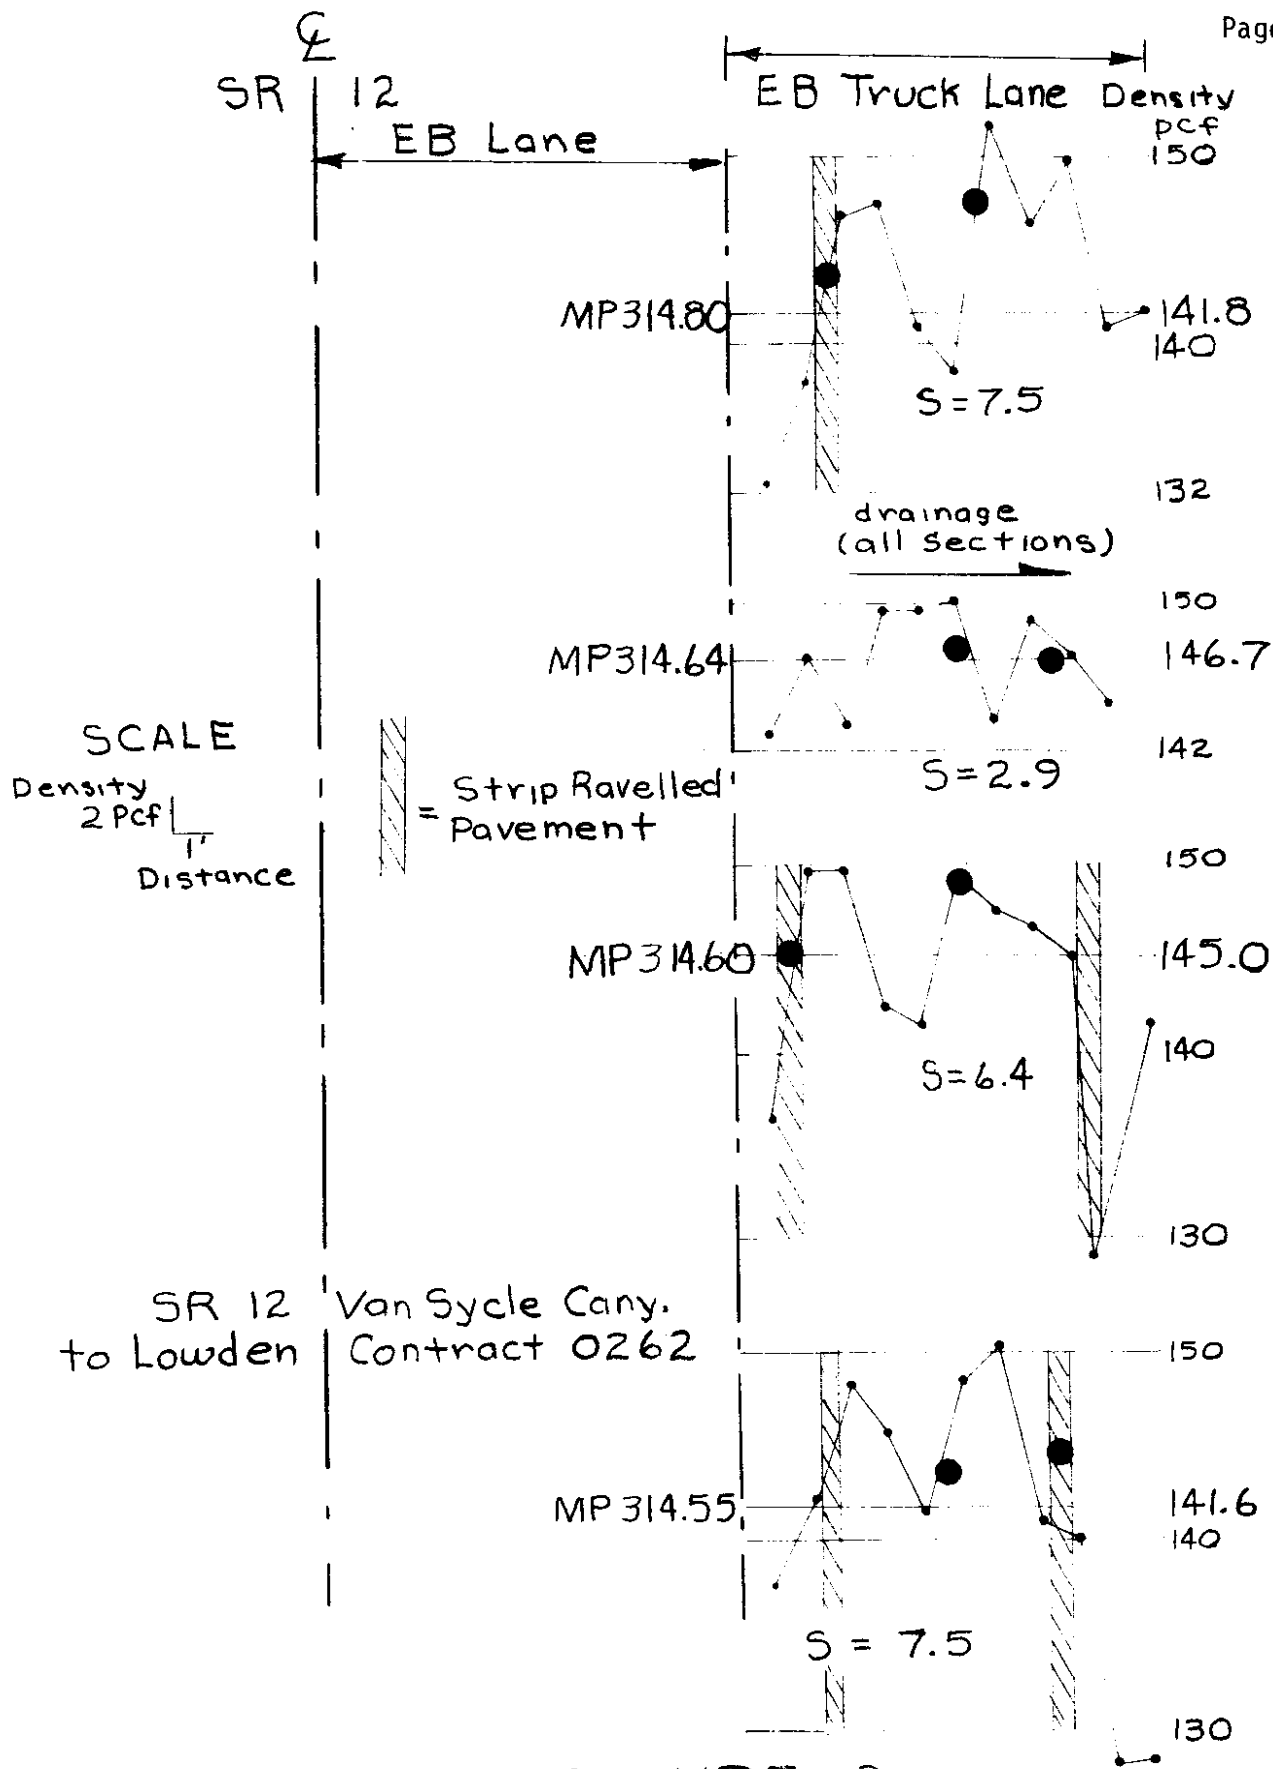 Page
℄
SR 12
EB Lane
EB Truck Lane Density
pcf
150
MP314.80
141.8
140
S=7.5
132
drainage
(all sections)
150
MP314.64
146.7
142
S=2.9
SCALE
Density
2 Pcf
1'
Distance
= Strip Ravelled
Pavement
150
MP314.60
145.0
140
S=6.4
130
SR 12 Van Sycle Cany.
to Lowden Contract 0262
150
MP314.55
141.6
140
S = 7.5
130